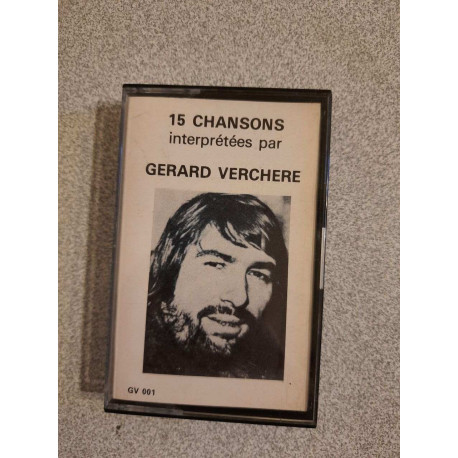 15 CHANSONS
interprétées par
GERARD VERCHERE
GV 001